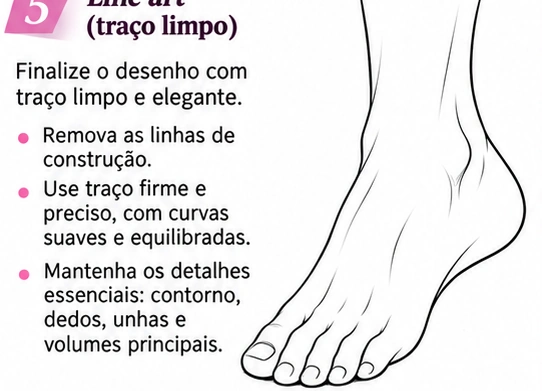 5
Line art
(traço limpo)
Finalize o desenho com
traço limpo e elegante.
Remova as linhas de
construção.
Use traço firme e
preciso, com curvas
suaves e equilibradas.
Mantenha os detalhes
essenciais: contorno,
dedos, unhas e
volumes principais.